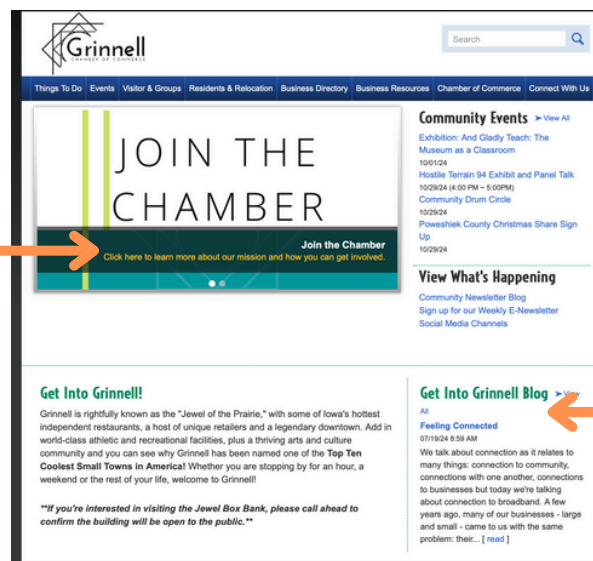 Grinnell
CHAMBER OF COMMERCE
Search
Things To Do Events Visitor & Groups Residents & Relocation Business Directory Business Resources Chamber of Commerce Connect With Us
JOIN THE
CHAMBER
Join the Chamber
Click here to learn more about our mission and how you can get involved.
Community Events ➤View All
Exhibition: And Gladly Teach: The
Museum as a Classroom
10/01/24
Hostile Terrain 94 Exhibit and Panel Talk
10/29/24 (4:00 PM – 5:00PM)
Community Drum Circle
10/29/24
Poweshiek County Christmas Share Sign
Up
10/29/24
View What's Happening
Community Newsletter Blog
Sign up for our Weekly E-Newsletter
Social Media Channels
Get Into Grinnell!
Grinnell is rightfully known as the "Jewel of the Prairie," with some of Iowa's hottest
independent restaurants, a host of unique retailers and a legendary downtown. Add in
world-class athletic and recreational facilities, plus a thriving arts and culture
community and you can see why Grinnell has been named one of the Top Ten
Coolest Small Towns in America! Whether you are stopping by for an hour, a
weekend or the rest of your life, welcome to Grinnell!
**If you're interested in visiting the Jewel Box Bank, please call ahead to
confirm the building will be open to the public.**
Get Into Grinnell Blog ➤View
All
Feeling Connected
07/19/24 8:59 AM
We talk about connection as it relates to
many things: connection to community,
connections with one another, connections
to businesses but today we're talking
about connection to broadband. A few
years ago, many of our businesses - large
and small - came to us with the same
problem: their... [ read ]